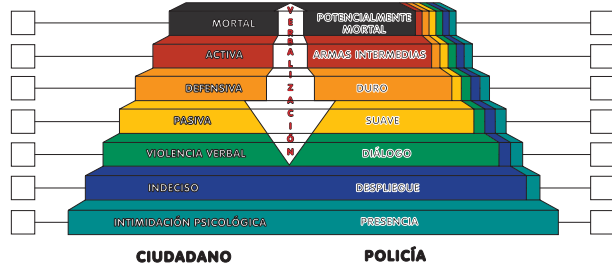 MORTAL POTENCIALMENTE MORTAL
ACTIVA ARMAS INTERMEDIAS
DEFENSIVA DURO
PASIVA SUAVE
VIOLENCIA VERBAL DIÁLOGO
INDECISO DESPLIEGUE
INTIMIDACIÓN PSICOLÓGICA PRESENCIA
VERBALIZACIÓN
CIUDADANO POLICÍA